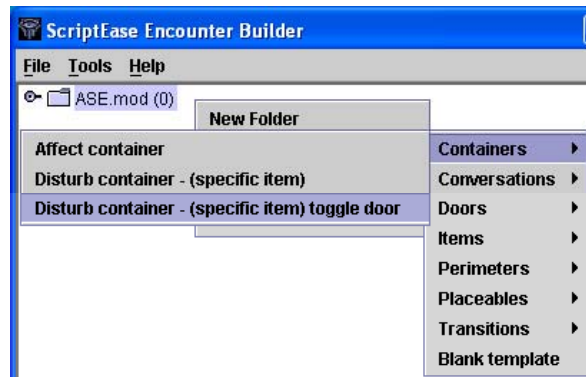 ScriptEase Encounter Builder
File Tools Help
ASE.mod (0)
New Folder
Affect container
Disturb container - (specific item)
Disturb container - (specific item) toggle door
Containers
Conversations
Doors
Items
Perimeters
Placeables
Transitions
Blank template